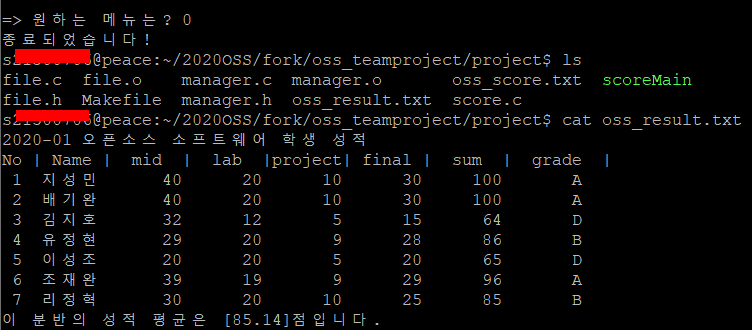 => 원하는 메뉴는? 0
종료되었습니다!
@peace:~/2020OSS/fork/oss_teamproject/project$ ls
file.c file.o manager.c manager.o oss_score.txt scoreMain
file.h Makefile manager.h oss_result.txt score.c
@peace:~/2020OSS/fork/oss_teamproject/project$ cat oss_result.txt
2020-01 오픈소스 소프트웨어 학생 성적
No | Name | mid | lab |project| final | sum | grade |
1 지성민 40 20 10 30 100 A
2 배기완 40 20 10 30 100 A
3 김지호 32 12 5 15 64 D
4 유정현 29 20 9 28 86 B
5 이성조 20 20 5 20 65 D
6 조재완 39 19 9 29 96 A
7 리정혁 30 20 10 25 85 B
이 분반의 성적 평균은 [85.14]점입니다.